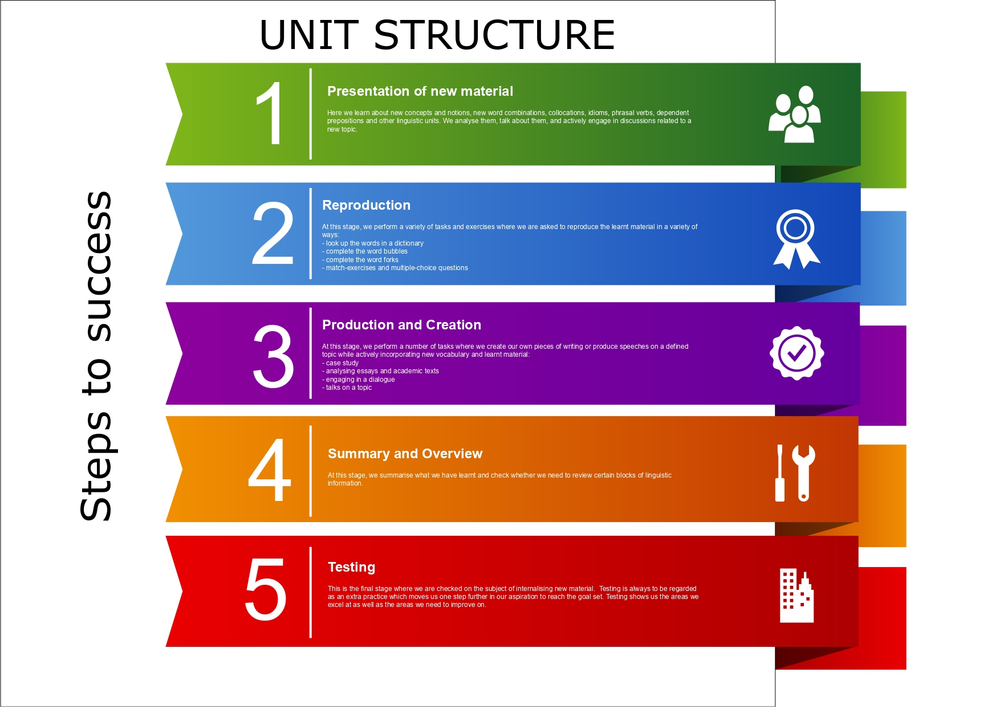 UNIT STRUCTURE
Steps to success
1
Presentation of new material
Here we learn about new concepts and notions, new word combinations, collocations, idioms, phrasal verbs, dependent
prepositions and other linguistic units. We analyse them, talk about them, and actively engage in discussions related to a
new topic.
2
Reproduction
At this stage, we perform a variety of tasks and exercises where we are asked to reproduce the learnt material in a variety of
ways:
- look up the words in a dictionary
- complete the word bubbles
- complete the word forks
- match-exercises and multiple-choice questions
3
Production and Creation
At this stage, we perform a number of tasks where we create our own pieces of writing or produce speeches on a defined
topic while actively incorporating new vocabulary and learnt material:
- case study
- analysing essays and academic texts
- engaging in a dialogue
- talks on a topic
4
Summary and Overview
At this stage, we summarise what we have learnt and check whether we need to review certain blocks of linguistic
information.
5
Testing
This is the final stage where we are checked on the subject of internalising new material.  Testing is always to be regarded
as an extra practice which moves us one step further in our aspiration to reach the goal set. Testing shows us the areas we
excel at as well as the areas we need to improve on.